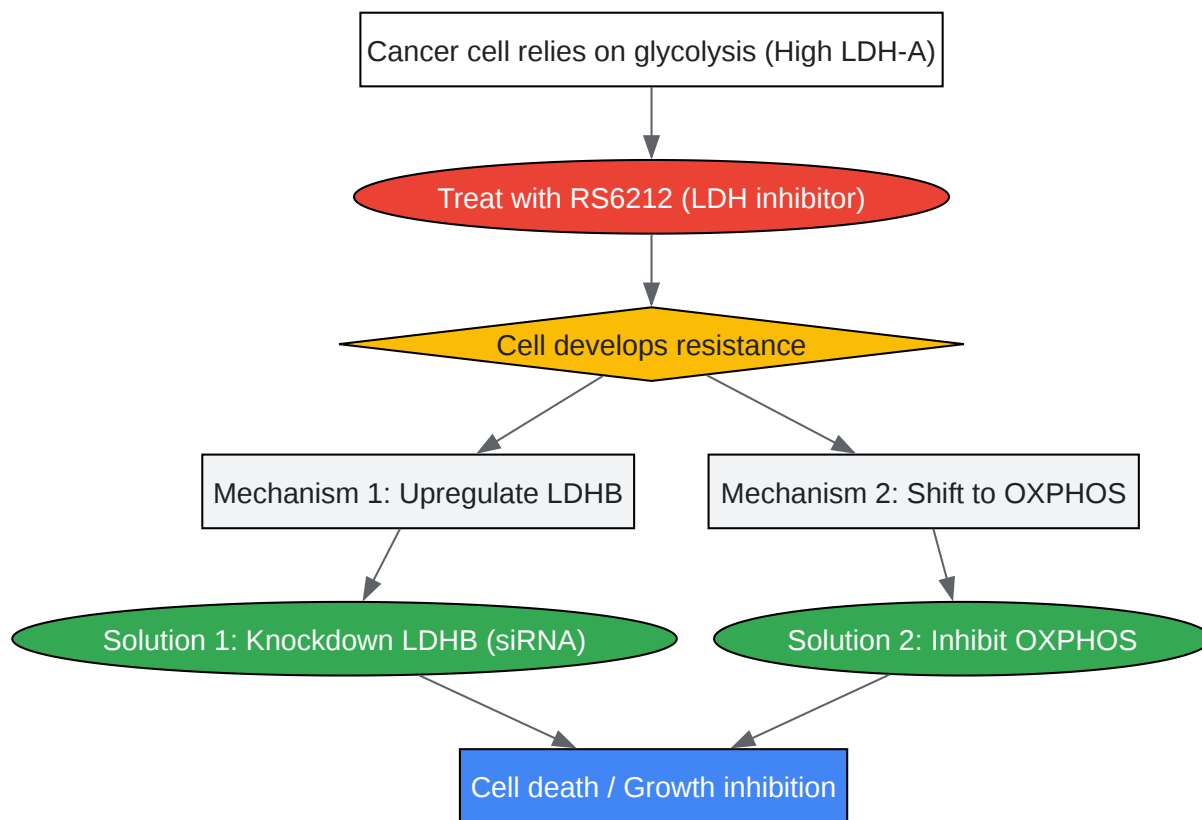 Cancer cell relies on glycolysis (High LDH-A)
Treat with RS6212 (LDH inhibitor)
Cell develops resistance
Mechanism 1: Upregulate LDHB
Mechanism 2: Shift to OXPHOS
Solution 1: Knockdown LDHB (siRNA)
Solution 2: Inhibit OXPHOS
Cell death / Growth inhibition